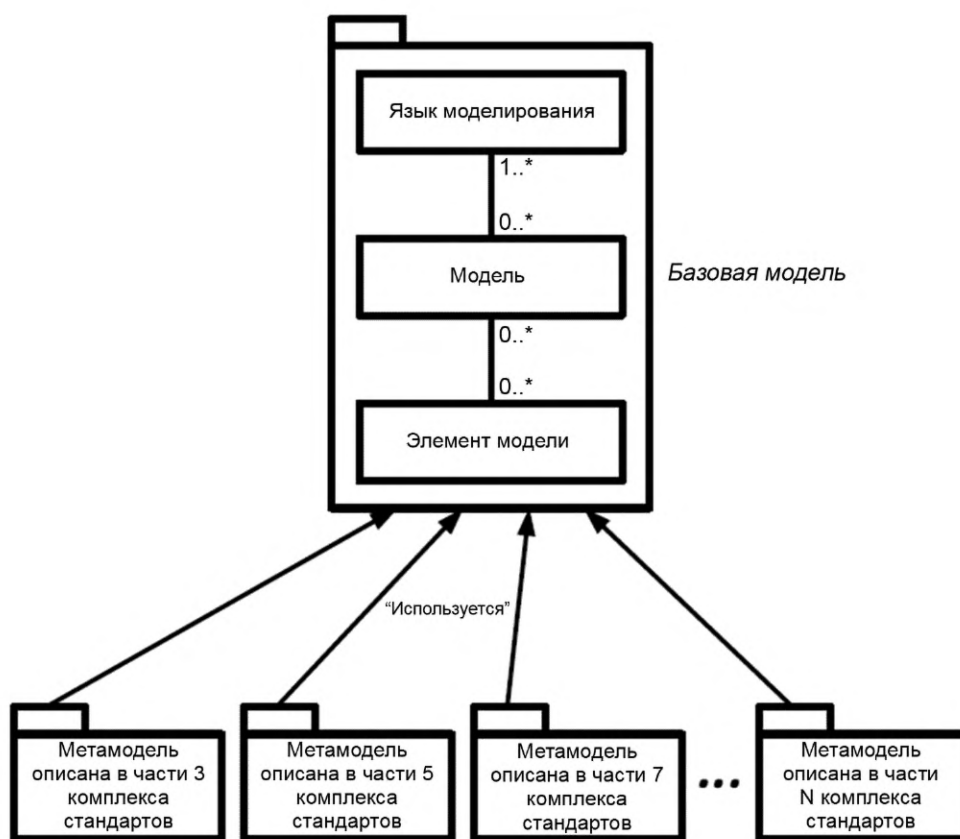 Язык моделирования
1..*
0..*
Модель
Базовая модель
0..*
0..*
Элемент модели
“Используется”
Метамодель
описана в части 3
комплекса
стандартов
Метамодель
описана в части 5
комплекса
стандартов
Метамодель
описана в части 7
комплекса
стандартов
...
Метамодель
описана в части
N комплекса
стандартов